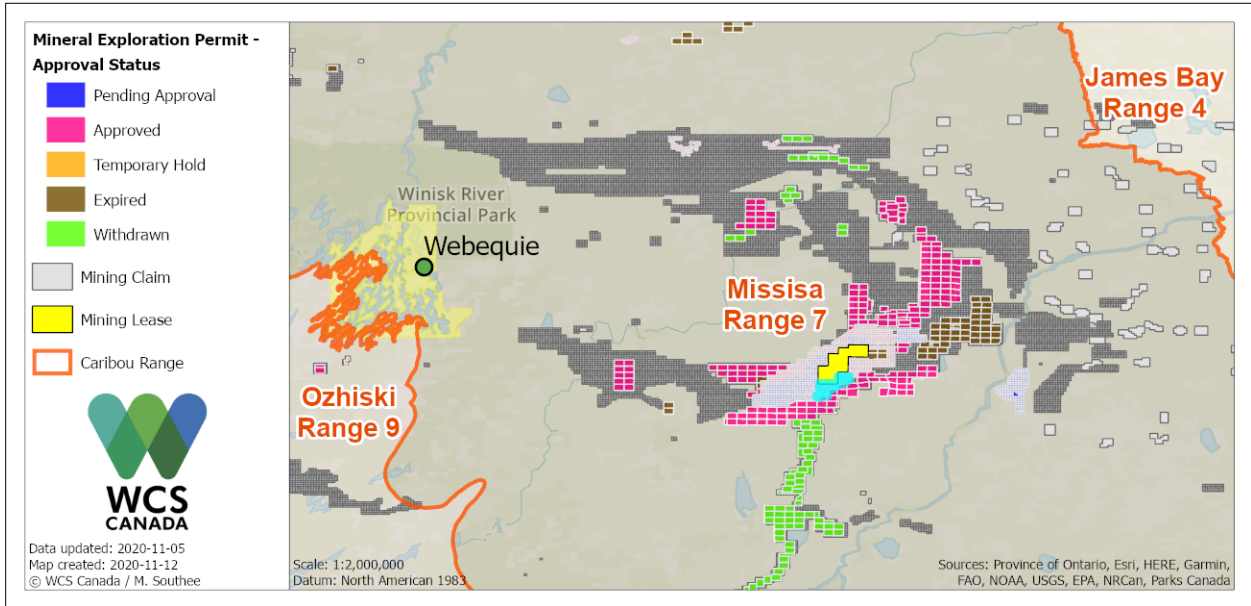 Mineral Exploration Permit -
Approval Status
Pending Approval
Approved
Temporary Hold
Expired
Withdrawn
Mining Claim
Mining Lease
Caribou Range
WCS
CANADA
Data updated: 2020-11-05
Map created: 2020-11-12
© WCS Canada / M. Southee
James Bay
Range 4
Winisk River
Provincial Park
Webequie
Missisa
Range 7
Ozhiski
Range 9
Scale: 1:2,000,000
Datum: North American 1983
Sources: Province of Ontario, Esri, HERE, Garmin,
FAO, NOAA, USGS, EPA, NRCan, Parks Canada